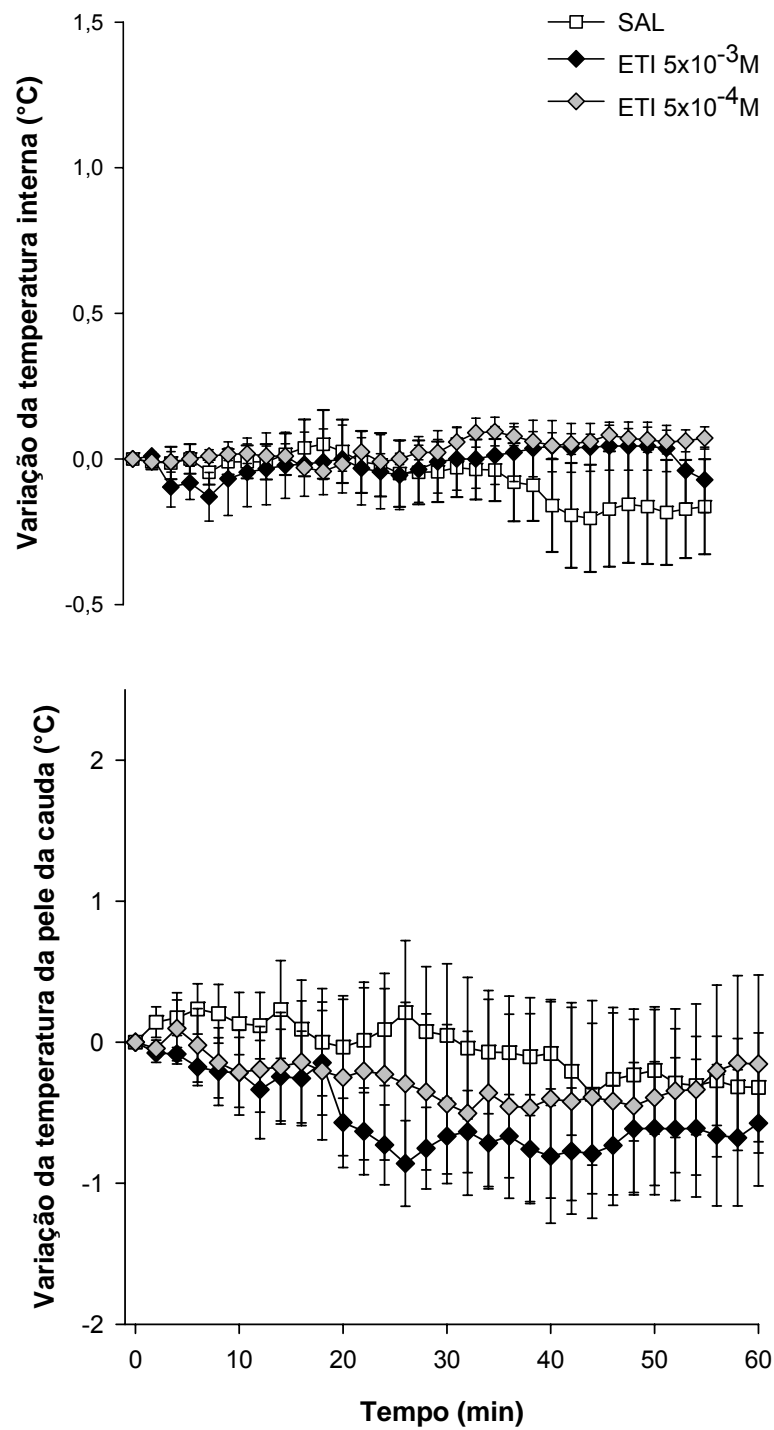 1,5
SAL
ETI 5x10⁻³M
ETI 5x10⁻⁴M
1,0
0,5
0,0
-0,5
Variação da temperatura interna (°C)
2
1
0
-1
-2
Variação da temperatura da pele da cauda (°C)
0 10 20 30 40 50 60
Tempo (min)